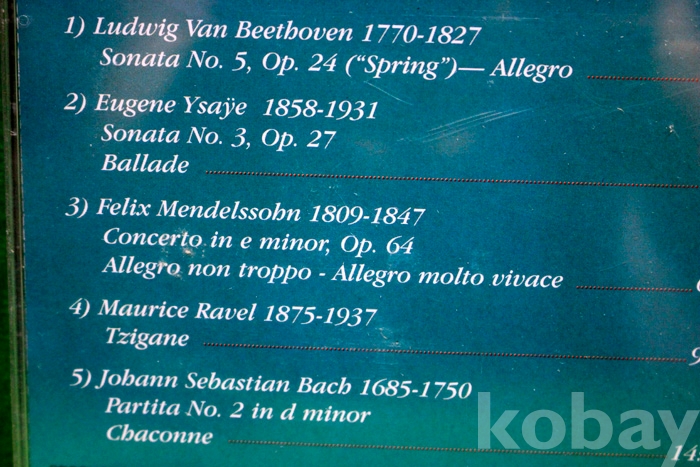 1) Ludwig Van Beethoven 1770-1827
Sonata No. 5, Op. 24 (“Spring”)— Allegro
2) Eugene Ysaÿe 1858-1931
Sonata No. 3, Op. 27
Ballade
3) Felix Mendelssohn 1809-1847
Concerto in e minor, Op. 64
Allegro non troppo - Allegro molto vivace
4) Maurice Ravel 1875-1937
Tzigane
5) Johann Sebastian Bach 1685-1750
Partita No. 2 in d minor
Chaconne
kobay